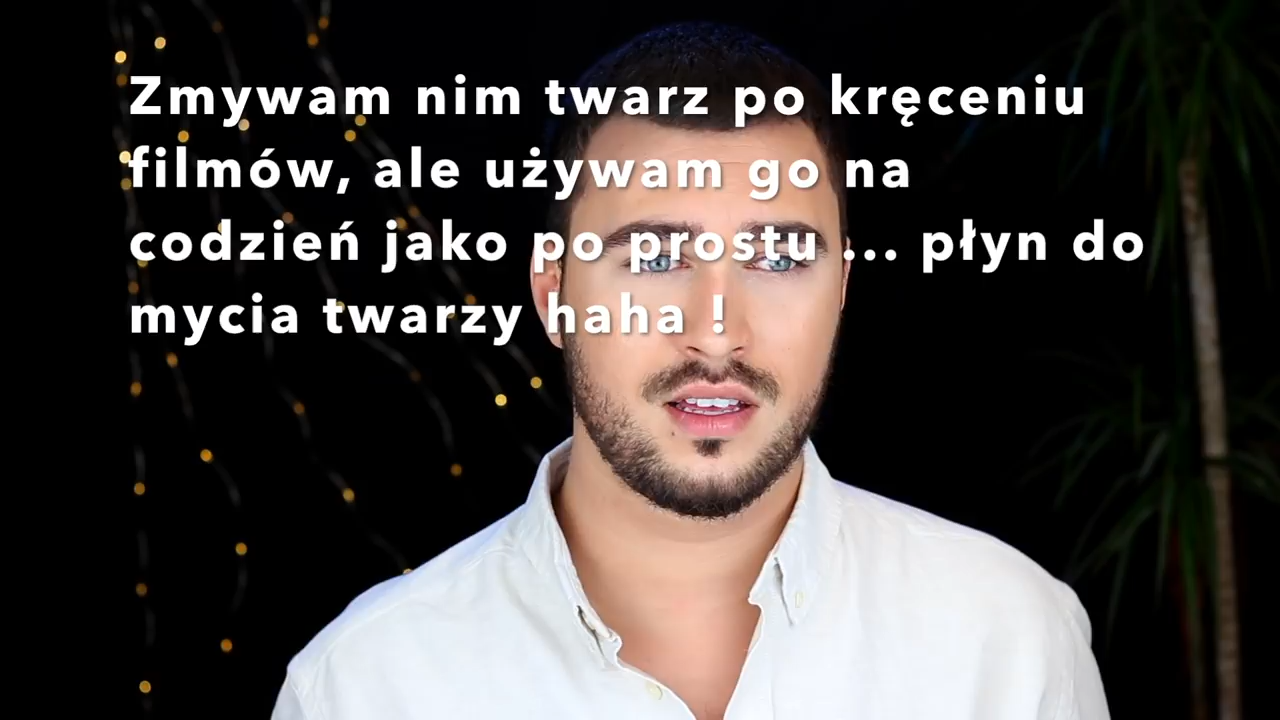 Zmywam nim twarz po kręceniu
filmów, ale używam go na
codzień jako po prostu ... płyn do
mycia twarzy haha !